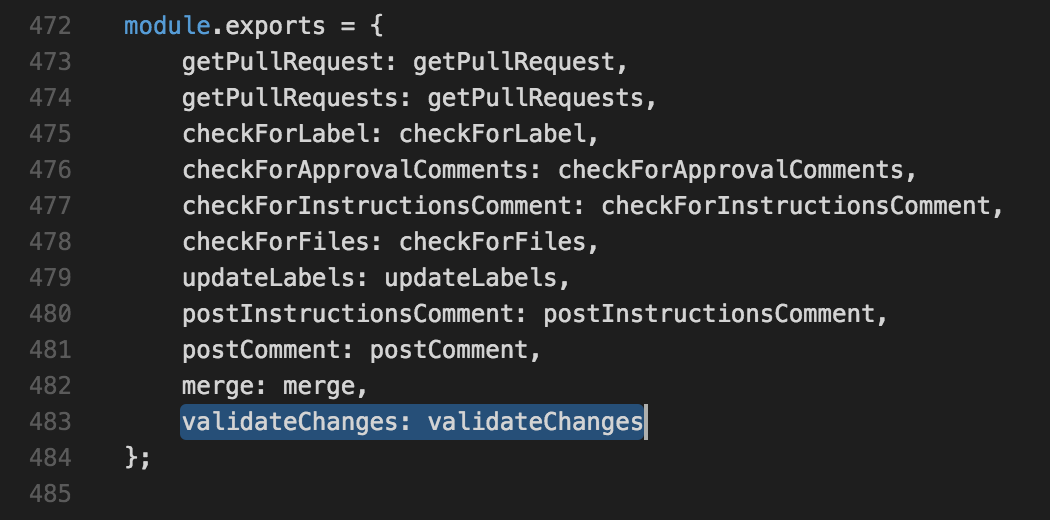 472 module.exports = {
473 getPullRequest: getPullRequest,
474 getPullRequests: getPullRequests,
475 checkForLabel: checkForLabel,
476 checkForApprovalComments: checkForApprovalComments,
477 checkForInstructionsComment: checkForInstructionsComment,
478 checkForFiles: checkForFiles,
479 updateLabels: updateLabels,
480 postInstructionsComment: postInstructionsComment,
481 postComment: postComment,
482 merge: merge,
483 validateChanges: validateChanges
484 };
485